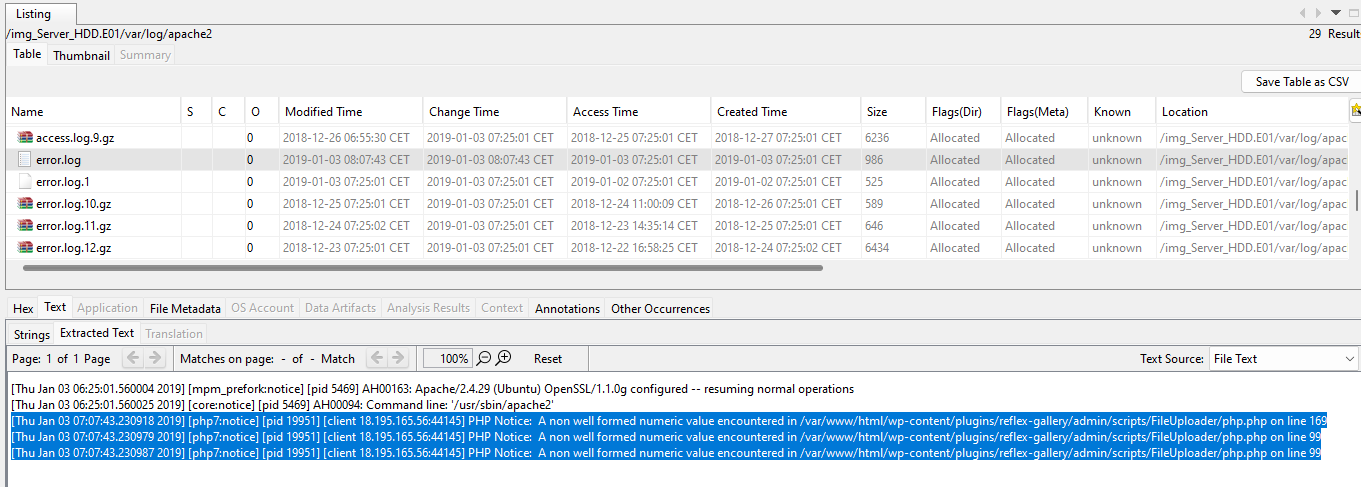 Listing
/img_Server_HDD.E01/var/log/apache2 29 Results
Table Thumbnail Summary
Save Table as CSV
Name S C O Modified Time Change Time Access Time Created Time Size Flags(Dir) Flags(Meta) Known Location
access.log.9.gz 0 2018-12-26 06:55:30 CET 2019-01-03 07:25:01 CET 2018-12-25 07:25:01 CET 2018-12-27 07:25:01 CET 6236 Allocated Allocated unknown /img_Server_HDD.E01/var/log/apac
error.log 0 2019-01-03 08:07:43 CET 2019-01-03 08:07:43 CET 2019-01-03 07:25:01 CET 2019-01-03 07:25:01 CET 986 Allocated Allocated unknown /img_Server_HDD.E01/var/log/apac
error.log.1 0 2019-01-03 07:25:01 CET 2019-01-03 07:25:01 CET 2019-01-02 07:25:01 CET 2019-01-02 07:25:01 CET 525 Allocated Allocated unknown /img_Server_HDD.E01/var/log/apac
error.log.10.gz 0 2018-12-25 07:25:01 CET 2019-01-03 07:25:01 CET 2018-12-24 11:00:09 CET 2018-12-26 07:25:01 CET 589 Allocated Allocated unknown /img_Server_HDD.E01/var/log/apac
error.log.11.gz 0 2018-12-24 07:25:02 CET 2019-01-03 07:25:01 CET 2018-12-23 14:35:14 CET 2018-12-25 07:25:01 CET 646 Allocated Allocated unknown /img_Server_HDD.E01/var/log/apac
error.log.12.gz 0 2018-12-23 07:25:01 CET 2019-01-03 07:25:01 CET 2018-12-22 16:58:25 CET 2018-12-24 07:25:02 CET 6434 Allocated Allocated unknown /img_Server_HDD.E01/var/log/apac
Hex Text Application File Metadata OS Account Data Artifacts Analysis Results Context Annotations Other Occurrences
Strings Extracted Text Translation
Page: 1 of 1 Page Matches on page: - of - Match 100% Reset Text Source: File Text
[Thu Jan 03 06:25:01.560004 2019] [mpm_prefork:notice] [pid 5469] AH00163: Apache/2.4.29 (Ubuntu) OpenSSL/1.1.0g configured -- resuming normal operations
[Thu Jan 03 06:25:01.560025 2019] [core:notice] [pid 5469] AH00094: Command line: '/usr/sbin/apache2'
[Thu Jan 03 07:07:43.230918 2019] [php7:notice] [pid 19951] [client 18.195.165.56:44145] PHP Notice:  A non well formed numeric value encountered in /var/www/html/wp-content/plugins/reflex-gallery/admin/scripts/FileUploader/php.php on line 169
[Thu Jan 03 07:07:43.230979 2019] [php7:notice] [pid 19951] [client 18.195.165.56:44145] PHP Notice:  A non well formed numeric value encountered in /var/www/html/wp-content/plugins/reflex-gallery/admin/scripts/FileUploader/php.php on line 99
[Thu Jan 03 07:07:43.230987 2019] [php7:notice] [pid 19951] [client 18.195.165.56:44145] PHP Notice:  A non well formed numeric value encountered in /var/www/html/wp-content/plugins/reflex-gallery/admin/scripts/FileUploader/php.php on line 99